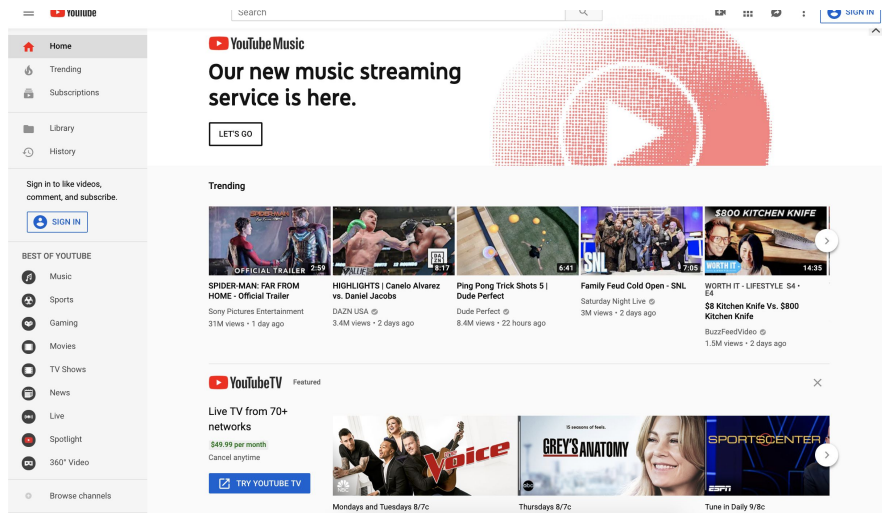 YouTube
Search
SIGN IN
Home
Trending
Subscriptions
Library
History
Sign in to like videos,
comment, and subscribe.
SIGN IN
BEST OF YOUTUBE
Music
Sports
Gaming
Movies
TV Shows
News
Live
Spotlight
360° Video
Browse channels
YouTube Music
Our new music streaming
service is here.
LET'S GO
Trending
SPIDER-MAN
OFFICIAL TRAILER
2:59
SPIDER-MAN: FAR FROM
HOME - Official Trailer
Sony Pictures Entertainment
31M views • 1 day ago
DAZN
8:17
HIGHLIGHTS | Canelo Alvarez
vs. Daniel Jacobs
DAZN USA
3.4M views • 2 days ago
6:41
Ping Pong Trick Shots 5 |
Dude Perfect
Dude Perfect
8.4M views • 22 hours ago
SNL
7:05
Family Feud Cold Open - SNL
Saturday Night Live
3M views • 2 days ago
$800 KITCHEN KNIFE
WORTH IT
14:35
WORTH IT - LIFESTYLE S4 •
E4
$8 Kitchen Knife Vs. $800
Kitchen Knife
BuzzFeedVideo
1.5M views • 2 days ago
YouTubeTV
Featured
Live TV from 70+
networks
$49.99 per month
Cancel anytime
TRY YOUTUBE TV
the Voice
NBC
Mondays and Tuesdays 8/7c
15 seasons of feels.
GREY'S ANATOMY
abc
Thursdays 8/7c
SPORTSCENTER
ESPN
Tune in Daily 9/8c